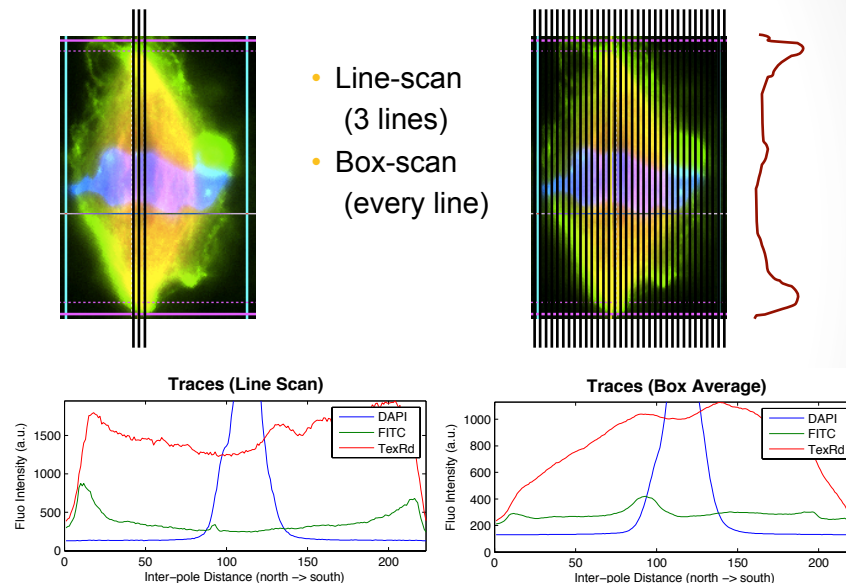 • Line-scan
(3 lines)
• Box-scan
(every line)
Traces (Line Scan)
Fluo Intensity (a.u.)
1500
1000
500
0
DAPI
FITC
TexRd
0 50 100 150 200
Inter-pole Distance (north -> south)
Traces (Box Average)
Fluo Intensity (a.u.)
1000
800
600
400
200
0
DAPI
FITC
TexRd
0 50 100 150 200
Inter-pole Distance (north -> south)